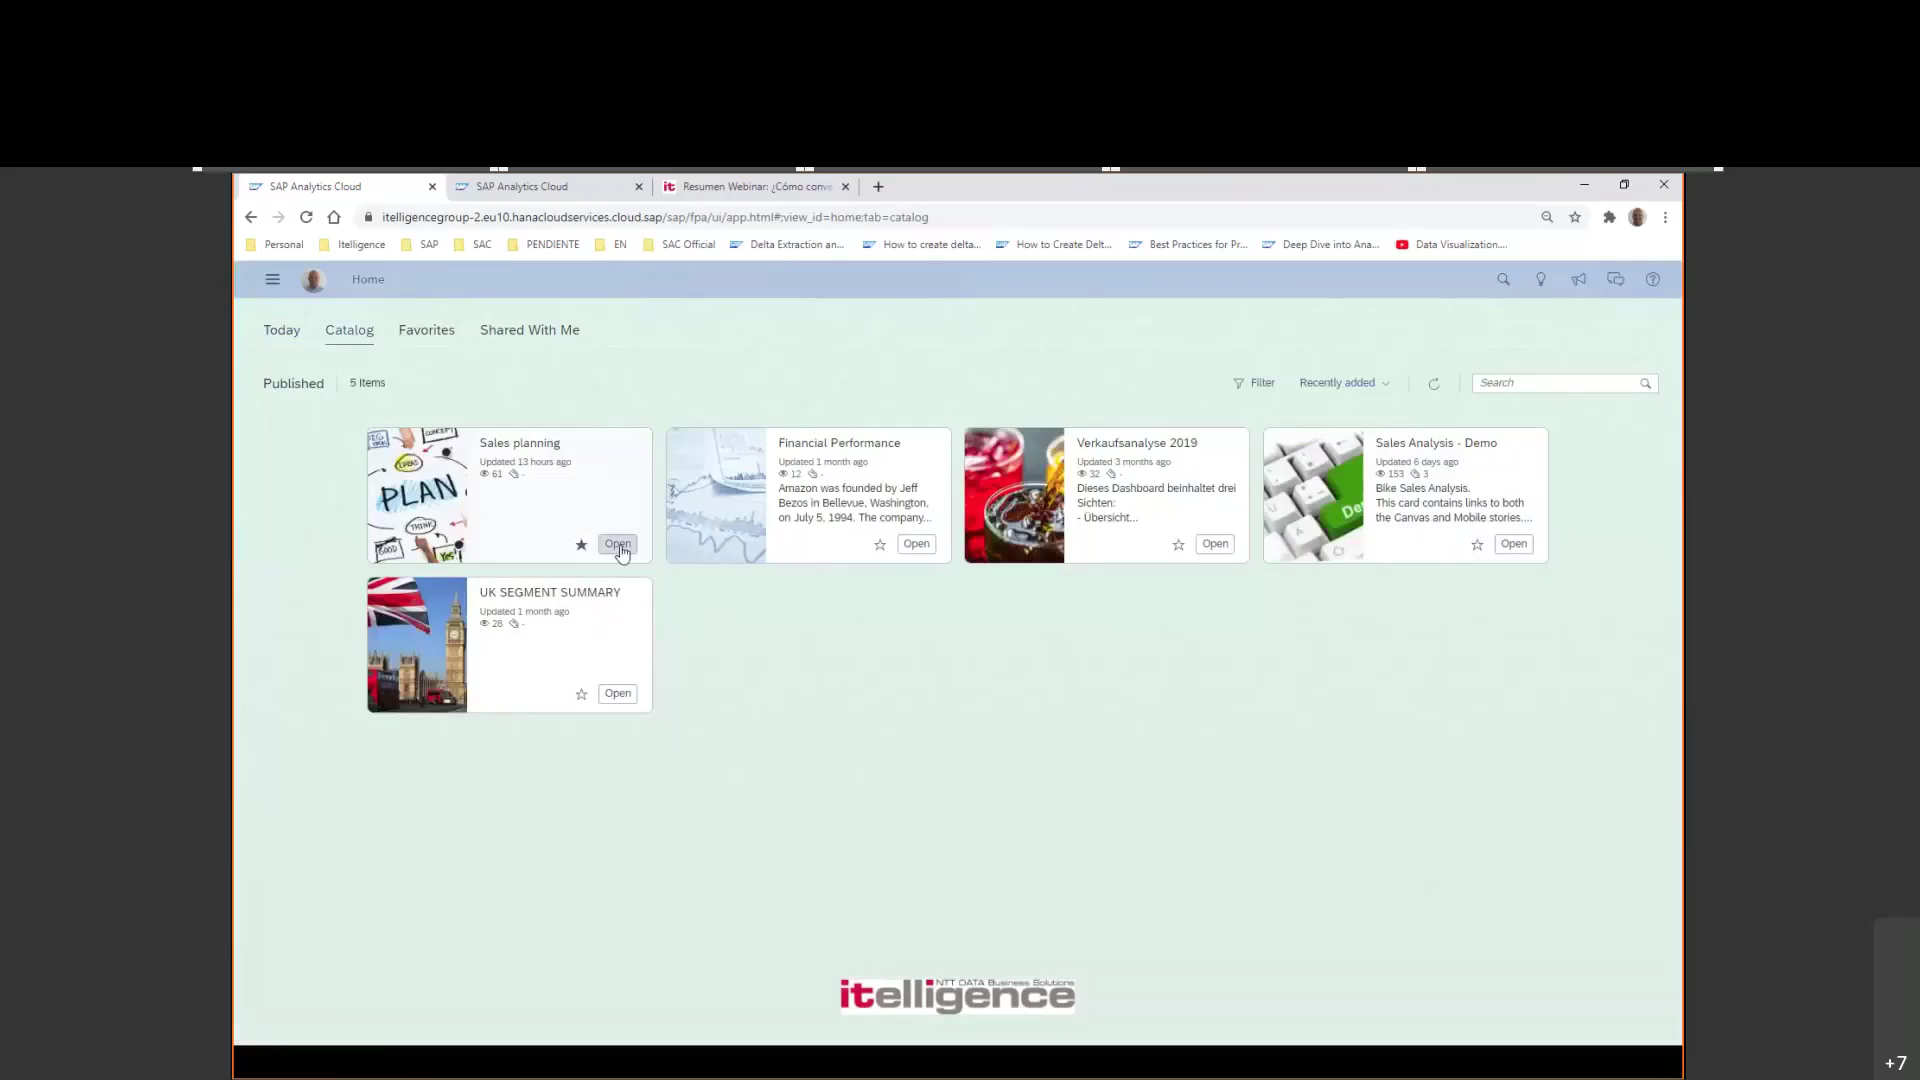 SAP Analytics Cloud
SAP Analytics Cloud
it Resumen Webinar: ¿Cómo conve
itelligencegroup-2.eu10.hanacloudservices.cloud.sap/sap/fpa/ui/app.html#;view_id=home;tab=catalog
Personal Itelligence SAP SAC PENDIENTE EN SAC Official Delta Extraction an... How to create delta... How to Create Delt... Best Practices for Pr... Deep Dive into Ana... Data Visualization....
Home
Today Catalog Favorites Shared With Me
Published 5 Items
Filter Recently added Search
Sales planning
Updated 13 hours ago
61 -
Open
CONCEPT
IDEAS
PLAN
THINK
GOOD
YES
Financial Performance
Updated 1 month ago
12 -
Amazon was founded by Jeff
Bezos in Bellevue, Washington,
on July 5, 1994. The company...
Open
Verkaufsanalyse 2019
Updated 3 months ago
32 -
Dieses Dashboard beinhaltet drei
Sichten:
- Übersicht...
Open
Sales Analysis - Demo
Updated 6 days ago
153 3
Bike Sales Analysis.
This card contains links to both
the Canvas and Mobile stories....
Open
De
A
UK SEGMENT SUMMARY
Updated 1 month ago
28 -
Open
NTT DATA Business Solutions
itelligence
+7